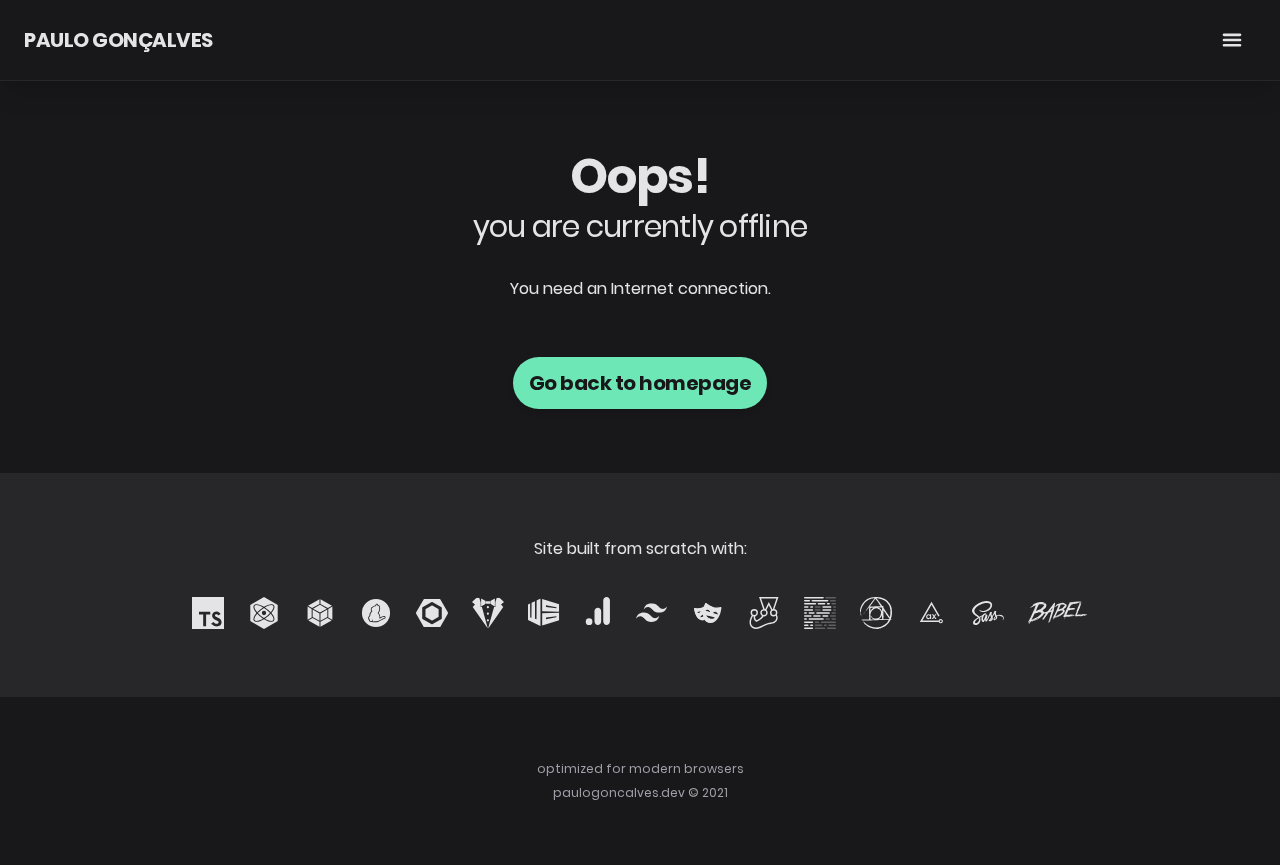 PAULO GONÇALVES
Oops!
you are currently offline
You need an Internet connection.
Go back to homepage
Site built from scratch with:
TS
ax
Sass
BABEL
optimized for modern browsers
paulogoncalves.dev © 2021